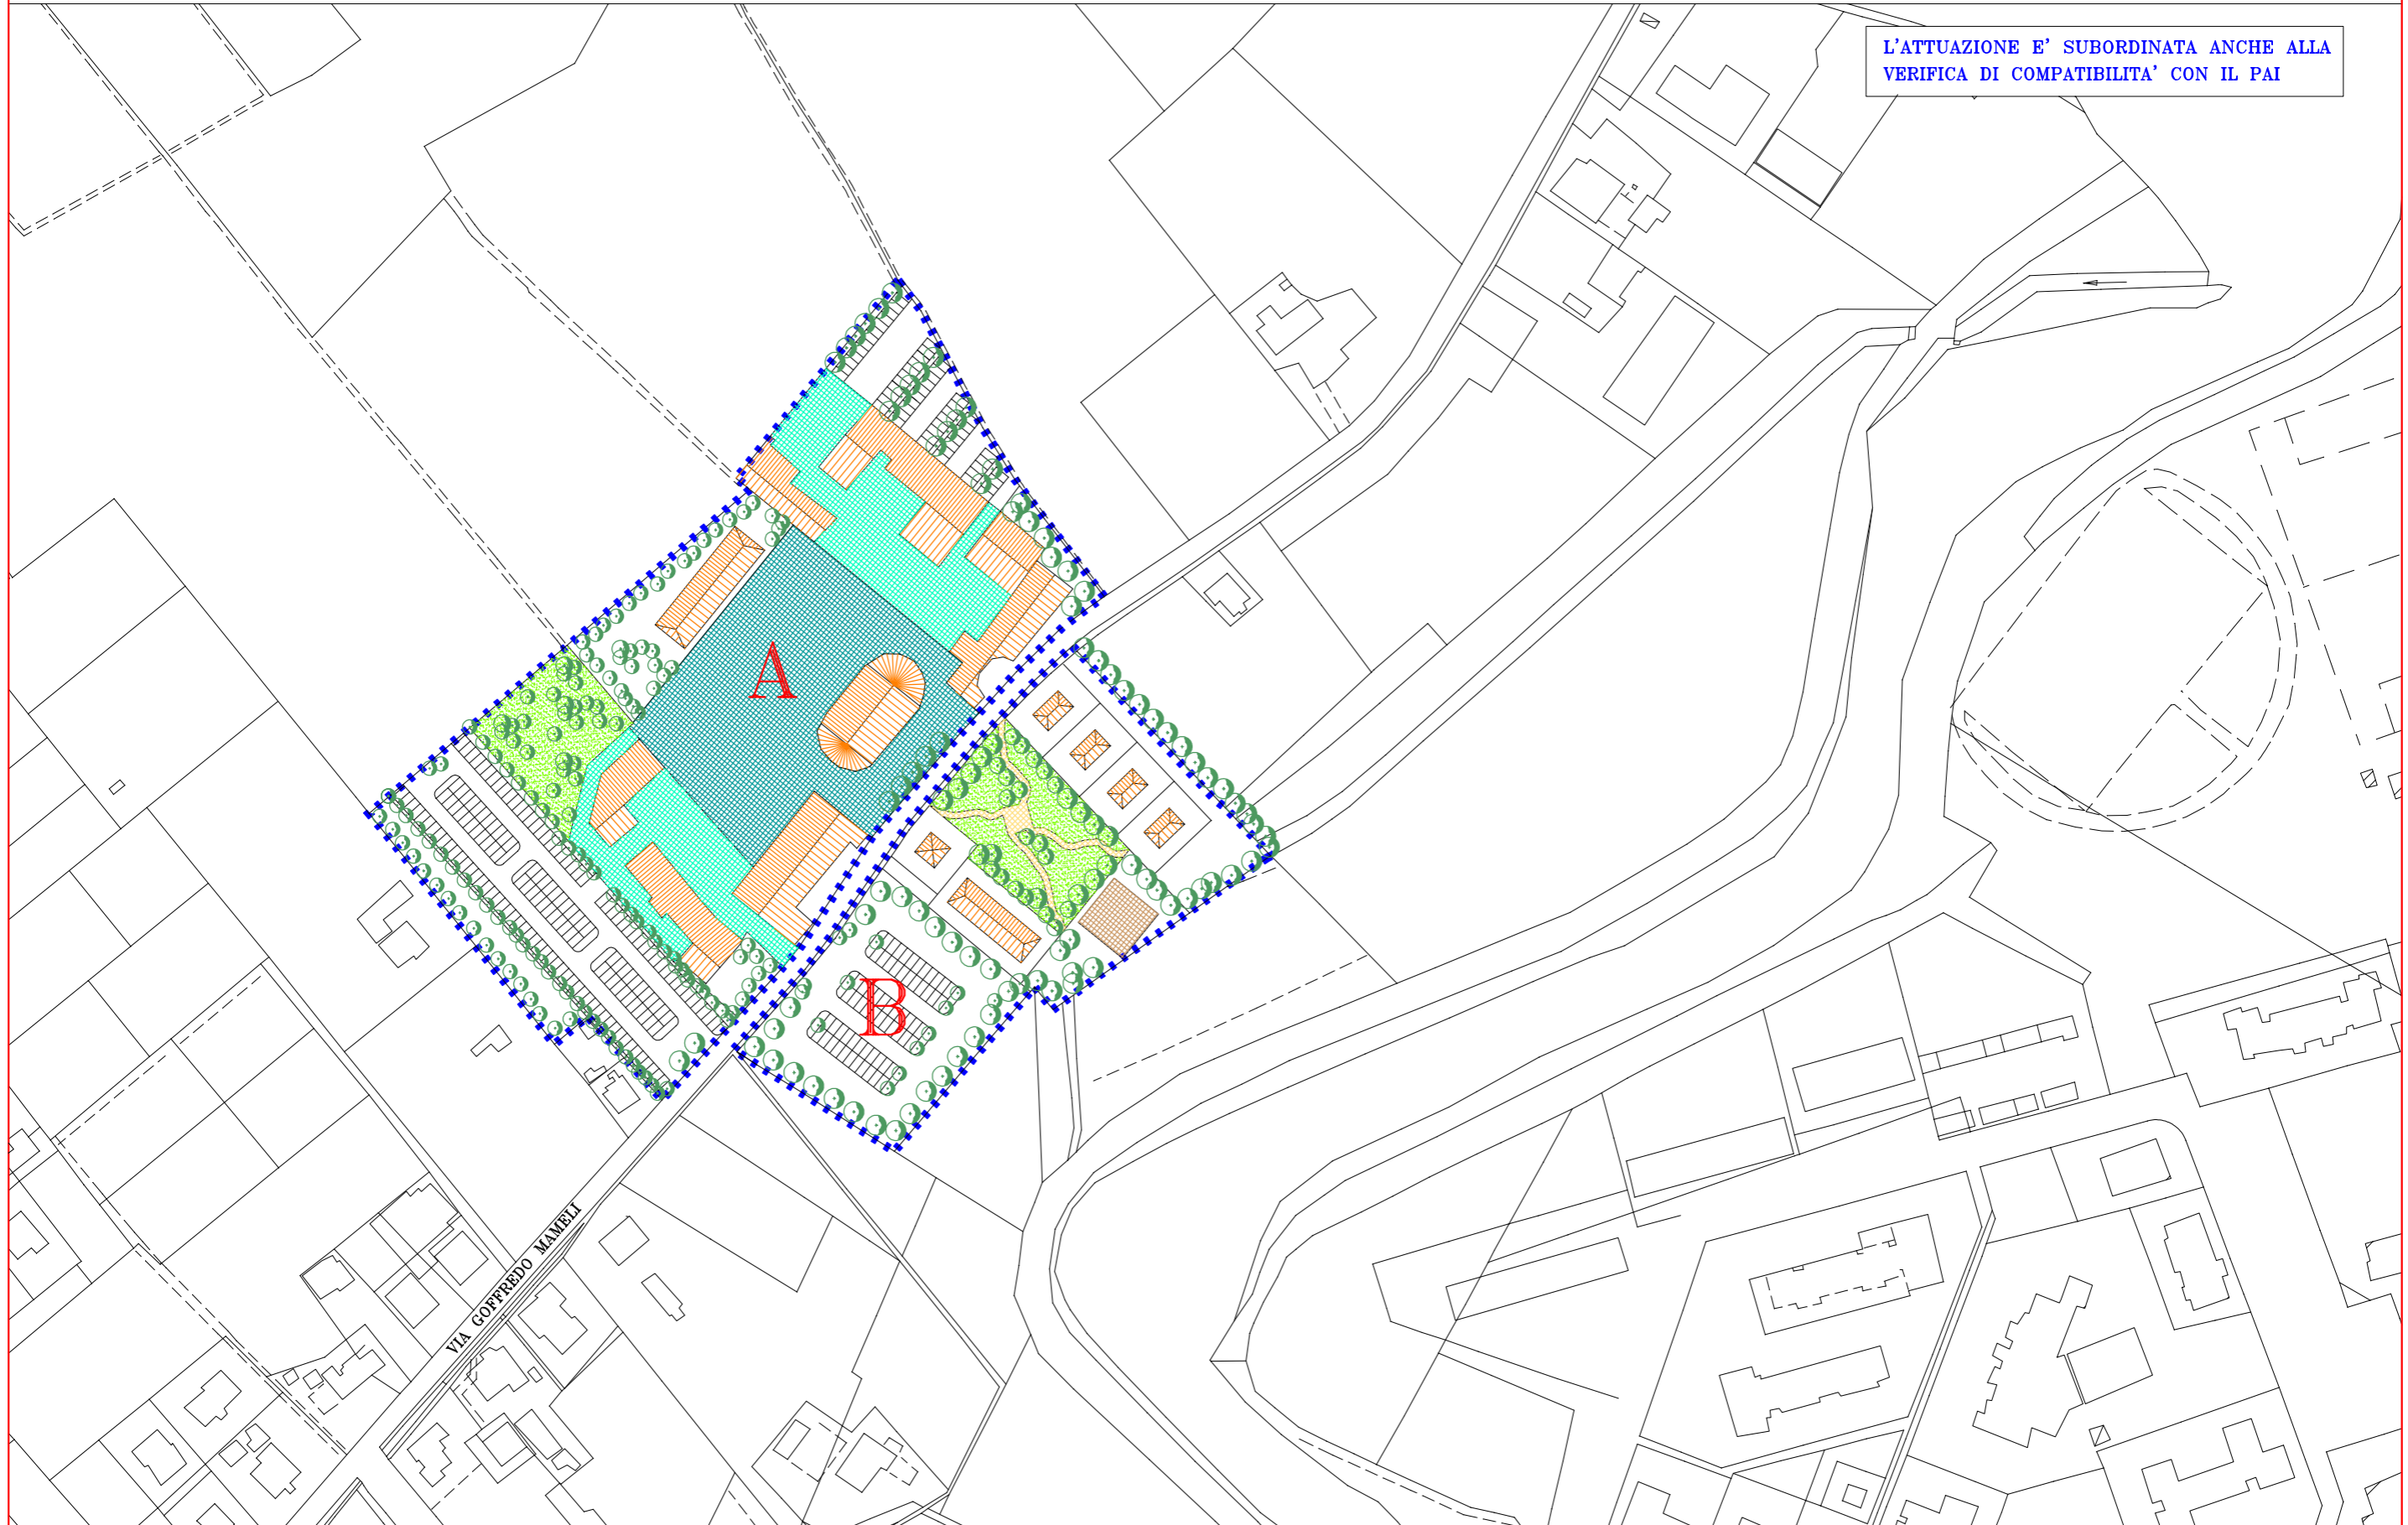 L'ATTUAZIONE E' SUBORDINATA ANCHE ALLA
VERIFICA DI COMPATIBILITA' CON IL PAI
A
B
VIA GOFFREDO MAMELI